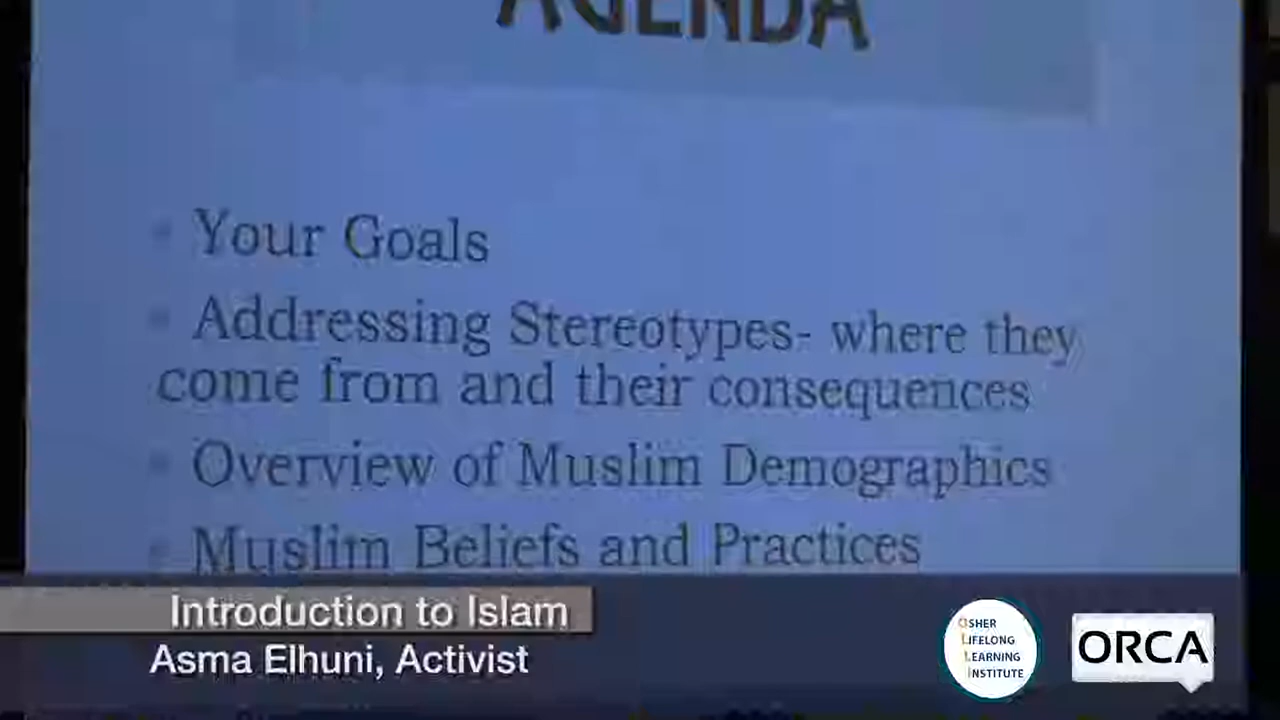 AGENDA
Your Goals
Addressing Stereotypes- where they
come from and their consequences
Overview of Muslim Demographics
Muslim Beliefs and Practices
Introduction to Islam
Asma Elhuni, Activist
OSHER
LIFELONG
LEARNING
INSTITUTE
ORCA